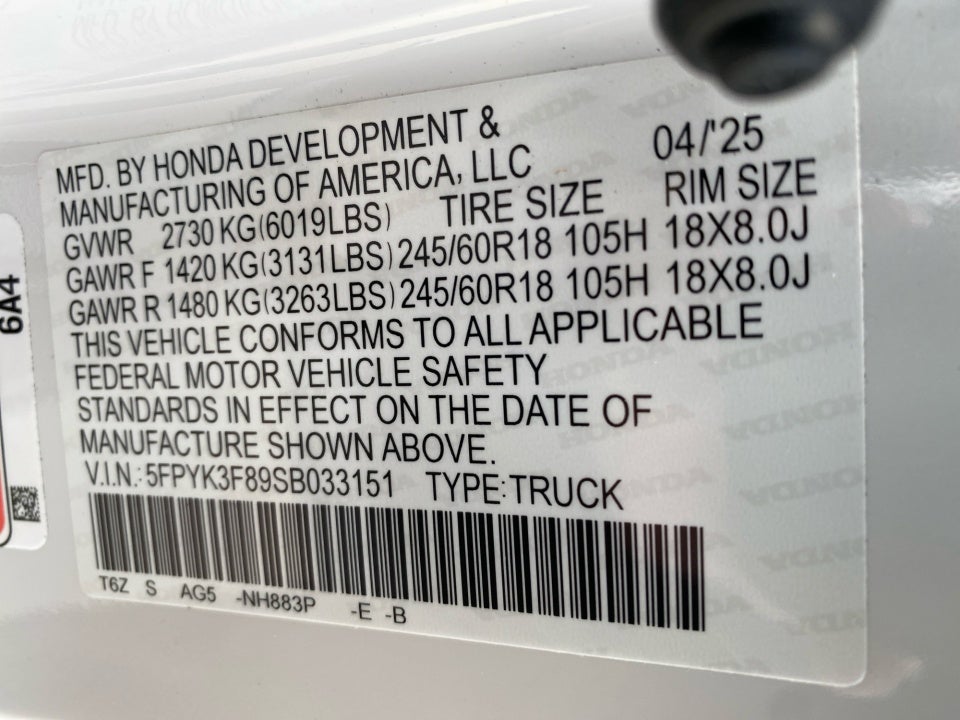 MFD. BY HONDA DEVELOPMENT &
MANUFACTURING OF AMERICA, LLC 04/'25
GVWR 2730 KG(6019LBS) TIRE SIZE RIM SIZE
GAWR F 1420 KG(3131LBS) 245/60R18 105H 18X8.0J
GAWR R 1480 KG(3263LBS) 245/60R18 105H 18X8.0J
THIS VEHICLE CONFORMS TO ALL APPLICABLE
FEDERAL MOTOR VEHICLE SAFETY
STANDARDS IN EFFECT ON THE DATE OF
MANUFACTURE SHOWN ABOVE.
V.I.N.: 5FPYK3F89SB033151 TYPE:TRUCK
T6Z S AG5 -NH883P -E -B
6A4